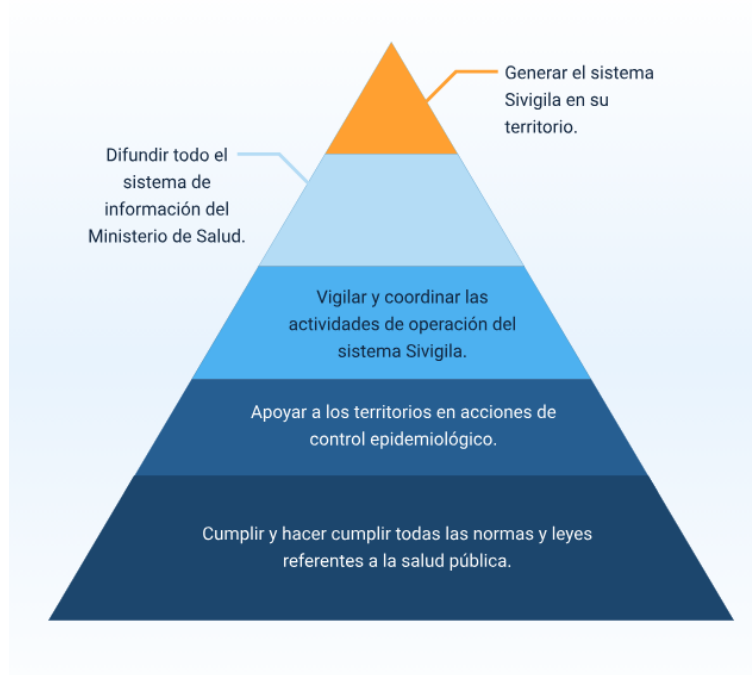 Generar el sistema
Sivigila en su
territorio.
Difundir todo el
sistema de
información del
Ministerio de Salud.
Vigilar y coordinar las
actividades de operación del
sistema Sivigila.
Apoyar a los territorios en acciones de
control epidemiológico.
Cumplir y hacer cumplir todas las normas y leyes
referentes a la salud pública.